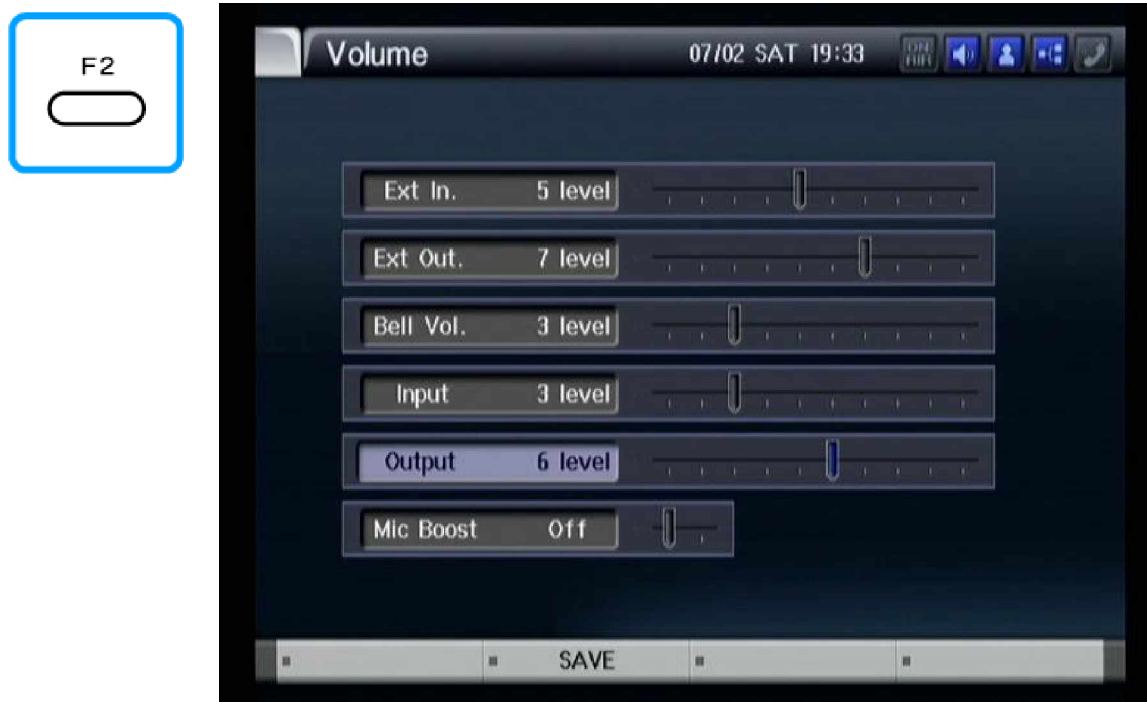 F2
Volume 07/02 SAT 19:33 ON AIR
Ext In. 5 level
Ext Out. 7 level
Bell Vol. 3 level
Input 3 level
Output 6 level
Mic Boost Off
SAVE